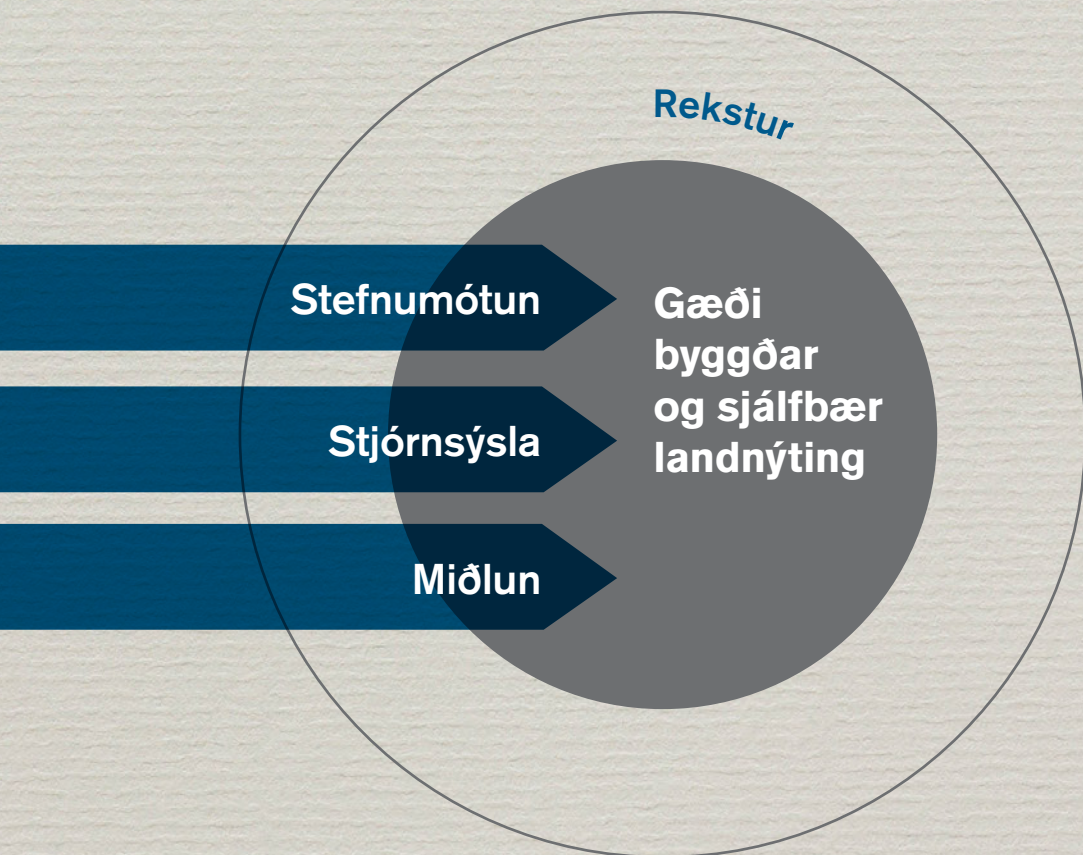 Rekstur
Stefnumótun
Stjórnsýsla
Miðlun
Gæði
byggðar
og sjálfbær
landnýting